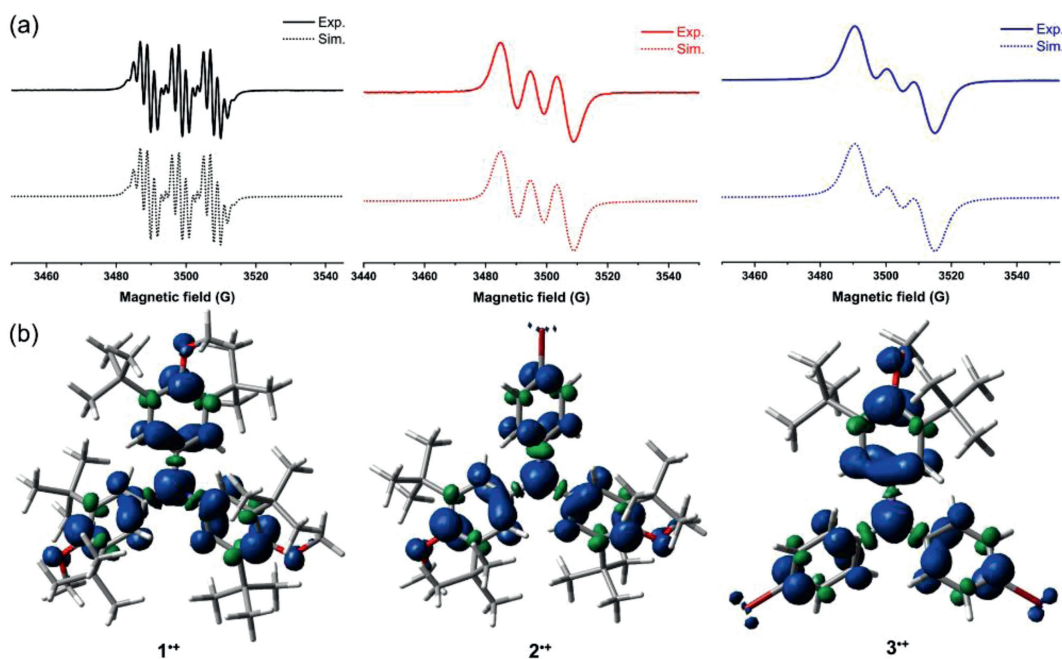 (a)
Exp.
Sim.
Exp.
Sim.
Exp.
Sim.
3460 3480 3500 3520 3540
3440 3460 3480 3500 3520 3540
3460 3480 3500 3520 3540
Magnetic field (G)
Magnetic field (G)
Magnetic field (G)
(b)
1•+
2•+
3•+